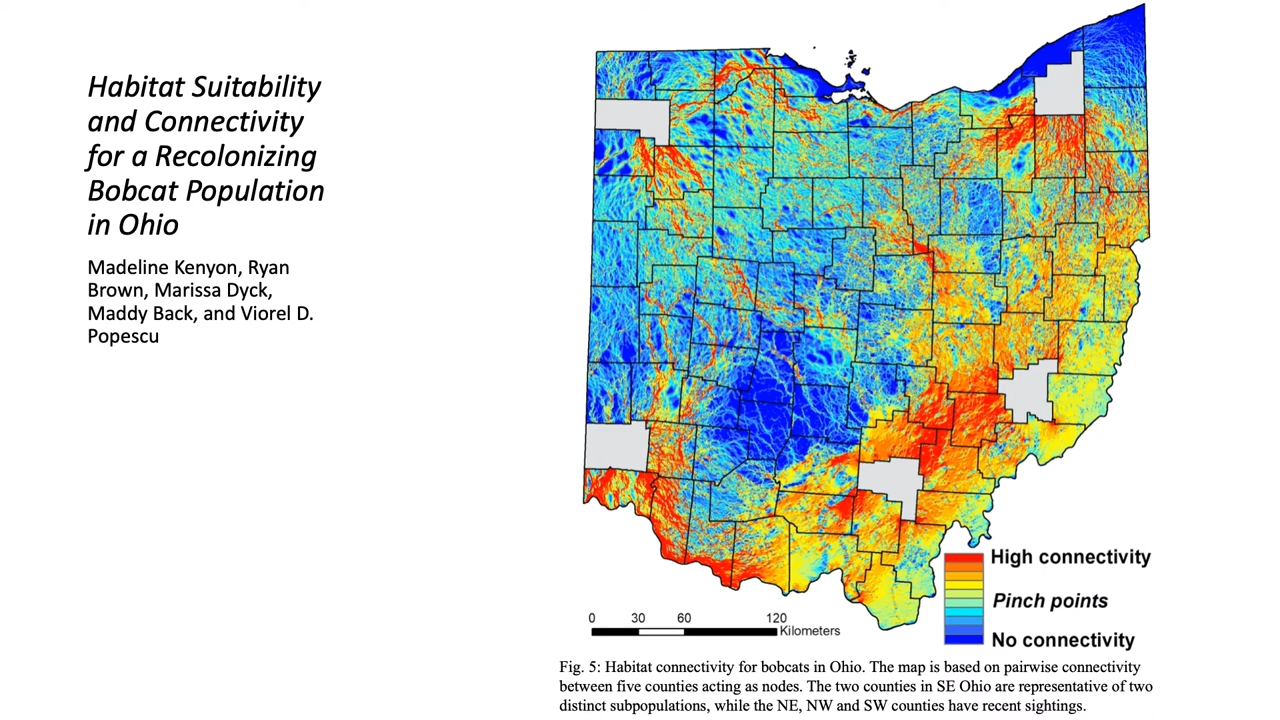 Habitat Suitability
and Connectivity
for a Recolonizing
Bobcat Population
in Ohio
Madeline Kenyon, Ryan
Brown, Marissa Dyck,
Maddy Back, and Viorel D.
Popescu
High connectivity
Pinch points
No connectivity
0 30 60 120
Kilometers
Fig. 5: Habitat connectivity for bobcats in Ohio. The map is based on pairwise connectivity
between five counties acting as nodes. The two counties in SE Ohio are representative of two
distinct subpopulations, while the NE, NW and SW counties have recent sightings.